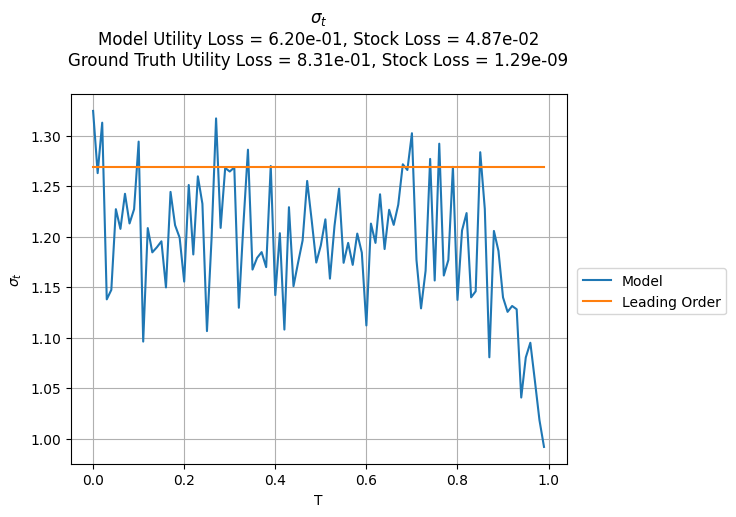 σ_t
Model Utility Loss = 6.20e-01, Stock Loss = 4.87e-02
Ground Truth Utility Loss = 8.31e-01, Stock Loss = 1.29e-09
1.30
1.25
1.20
1.15
1.10
1.05
1.00
σ_t
0.0 0.2 0.4 0.6 0.8 1.0
T
Model
Leading Order